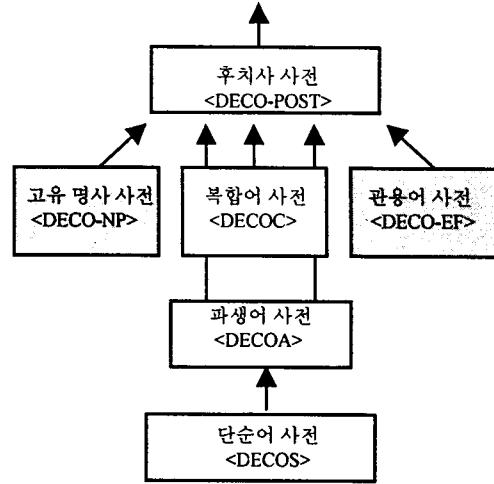 후치사 사전
<DECO-POST>
고유 명사 사전
<DECO-NP>
복합어 사전
<DECOC>
관용어 사전
<DECO-EF>
파생어 사전
<DECOA>
단순어 사전
<DECOS>